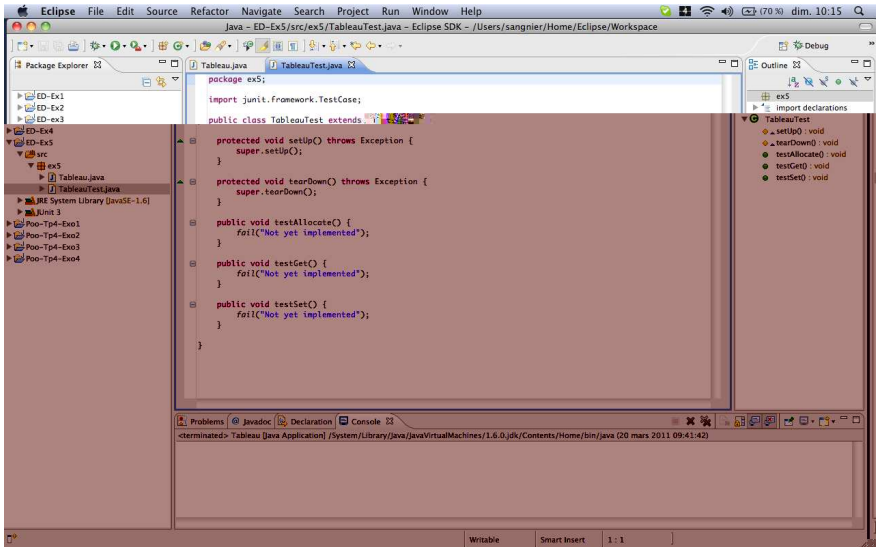 Eclipse File Edit Source Refactor Navigate Search Project Run Window Help (70 %) dim. 10:15
Java – ED-Ex5/src/ex5/TableauTest.java – Eclipse SDK – /Users/sangnier/Home/Eclipse/Workspace
Debug
Package Explorer
Tableau.java TableauTest.java
Outline
ED-Ex1
ED-Ex2
ED-ex3
ED-Ex4
ED-Ex5
src
ex5
Tableau.java
TableauTest.java
JRE System Library [JavaSE-1.6]
JUnit 3
Poo-Tp4-Exo1
Poo-Tp4-Exo2
Poo-Tp4-Exo3
Poo-Tp4-Exo4
package ex5;
import junit.framework.TestCase;
public class TableauTest extends
protected void setUp() throws Exception {
super.setUp();
}
protected void tearDown() throws Exception {
super.tearDown();
}
public void testAllocate() {
fail("Not yet implemented");
}
public void testGet() {
fail("Not yet implemented");
}
public void testSet() {
fail("Not yet implemented");
}
}
ex5
import declarations
TableauTest
setUp() : void
tearDown() : void
testAllocate() : void
testGet() : void
testSet() : void
Problems @ Javadoc Declaration Console
<terminated> Tableau [Java Application] /System/Library/Java/JavaVirtualMachines/1.6.0.jdk/Contents/Home/bin/java (20 mars 2011 09:41:42)
Writable Smart Insert 1 : 1